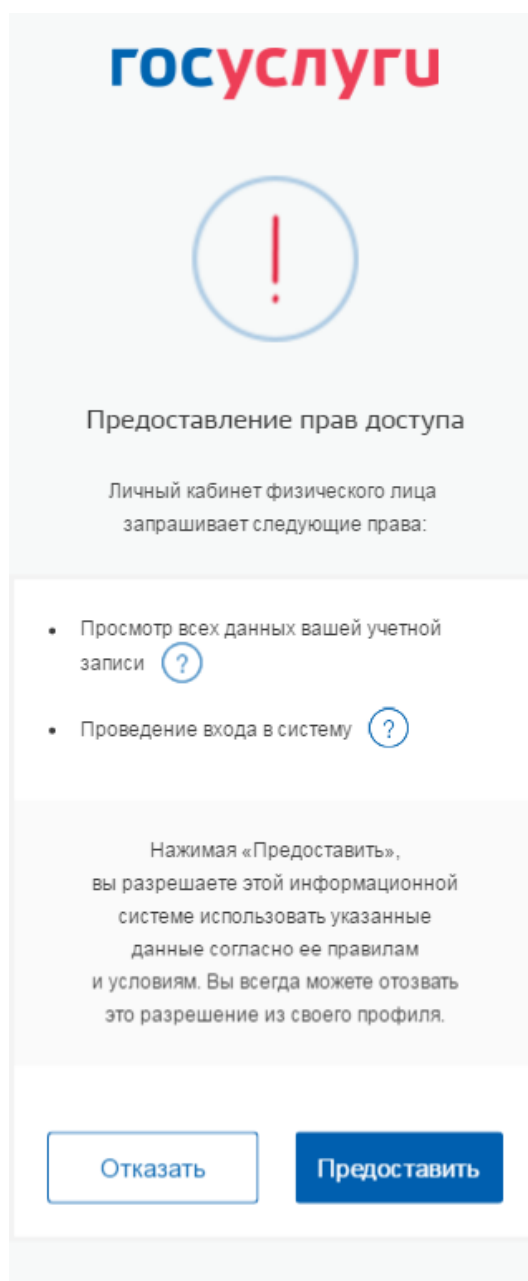 госуслуги
!
Предоставление прав доступа
Личный кабинет физического лица
запрашивает следующие права:
• Просмотр всех данных вашей учетной
записи ?
• Проведение входа в систему ?
Нажимая «Предоставить»,
вы разрешаете этой информационной
системе использовать указанные
данные согласно ее правилам
и условиям. Вы всегда можете отозвать
это разрешение из своего профиля.
Отказать Предоставить